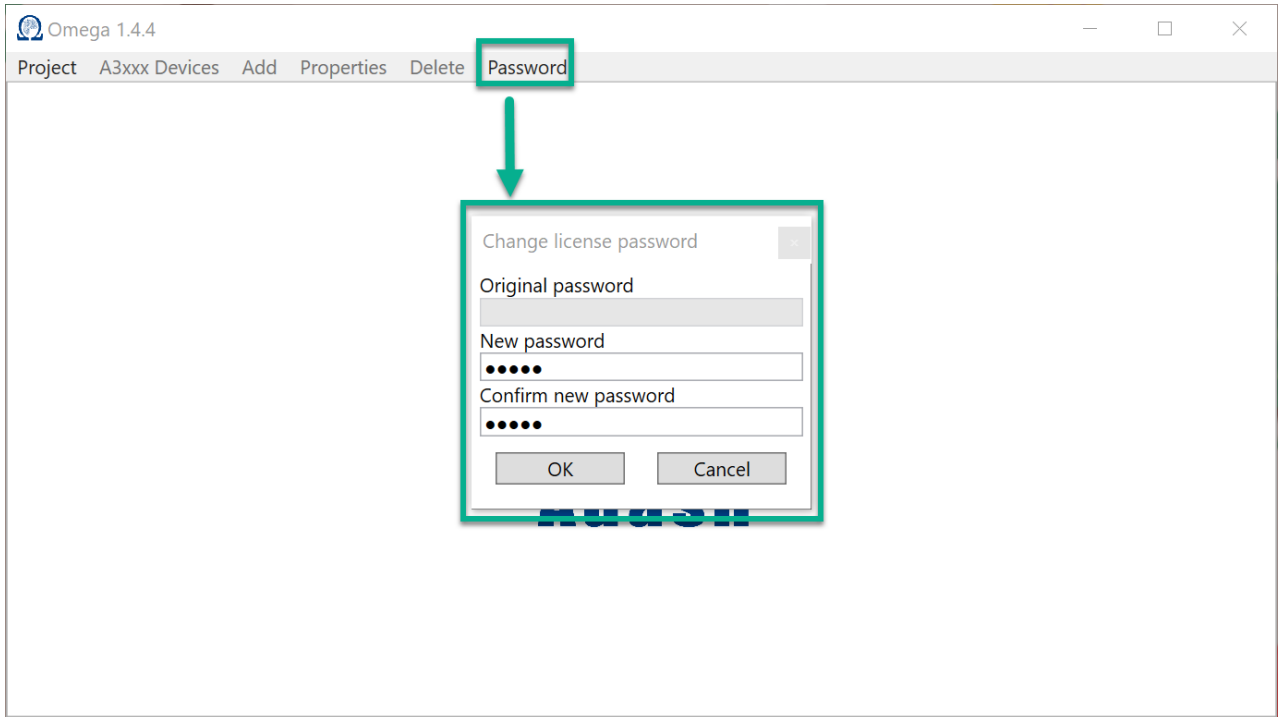 Omega 1.4.4
Project A3xxx Devices Add Properties Delete Password
Change license password
Original password
New password
●●●●●
Confirm new password
●●●●●
OK Cancel